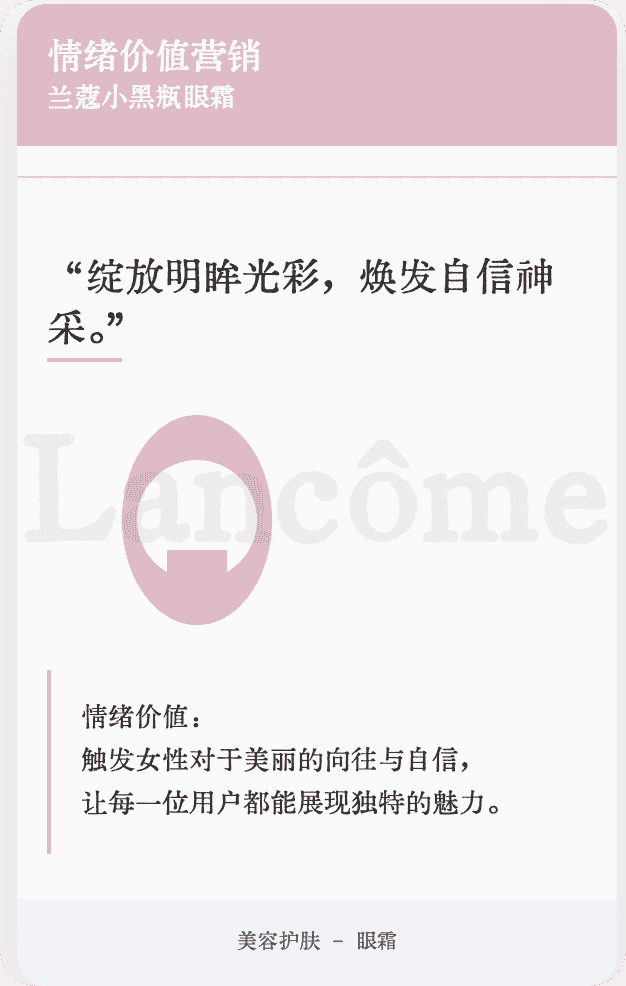 情绪价值营销
兰蔻小黑瓶眼霜
“绽放明眸光彩，焕发自信神
采。”
Lancôme
情绪价值：
触发女性对于美丽的向往与自信，
让每一位用户都能展现独特的魅力。
美容护肤 - 眼霜